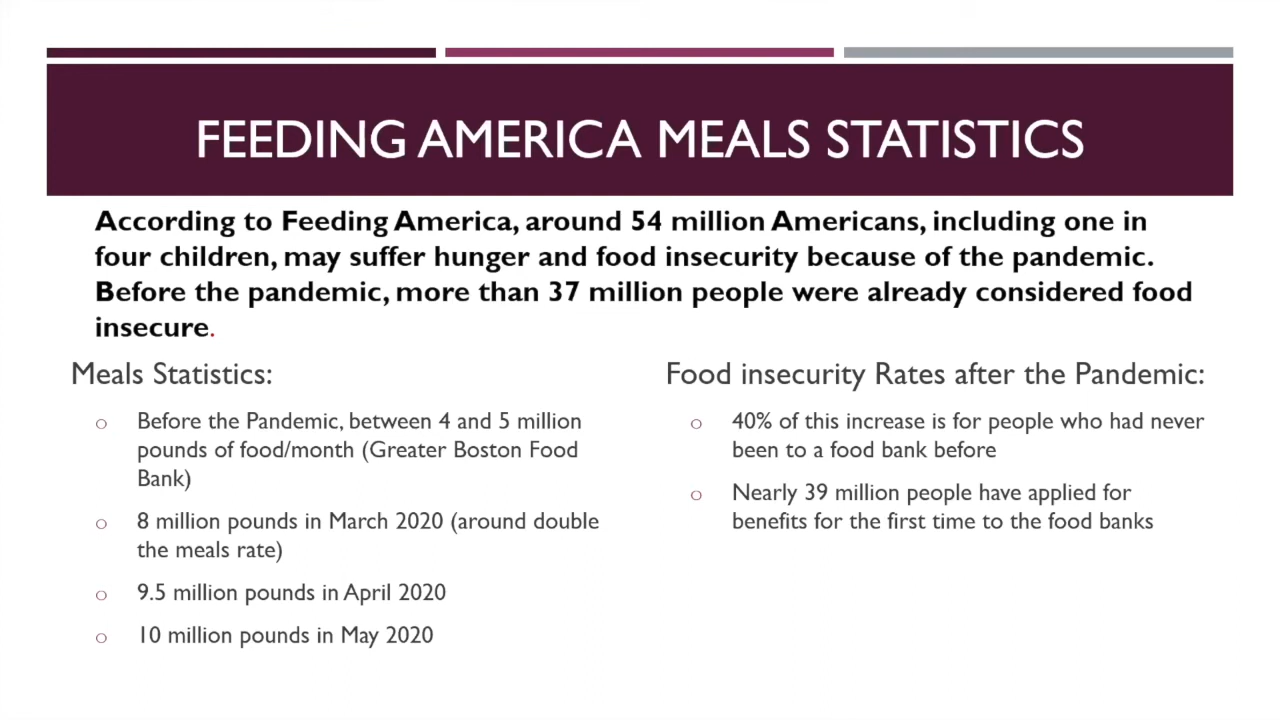 FEEDING AMERICA MEALS STATISTICS
According to Feeding America, around 54 million Americans, including one in
four children, may suffer hunger and food insecurity because of the pandemic.
Before the pandemic, more than 37 million people were already considered food
insecure.
Meals Statistics:
o Before the Pandemic, between 4 and 5 million
pounds of food/month (Greater Boston Food
Bank)
o 8 million pounds in March 2020 (around double
the meals rate)
o 9.5 million pounds in April 2020
o 10 million pounds in May 2020
Food insecurity Rates after the Pandemic:
o 40% of this increase is for people who had never
been to a food bank before
o Nearly 39 million people have applied for
benefits for the first time to the food banks